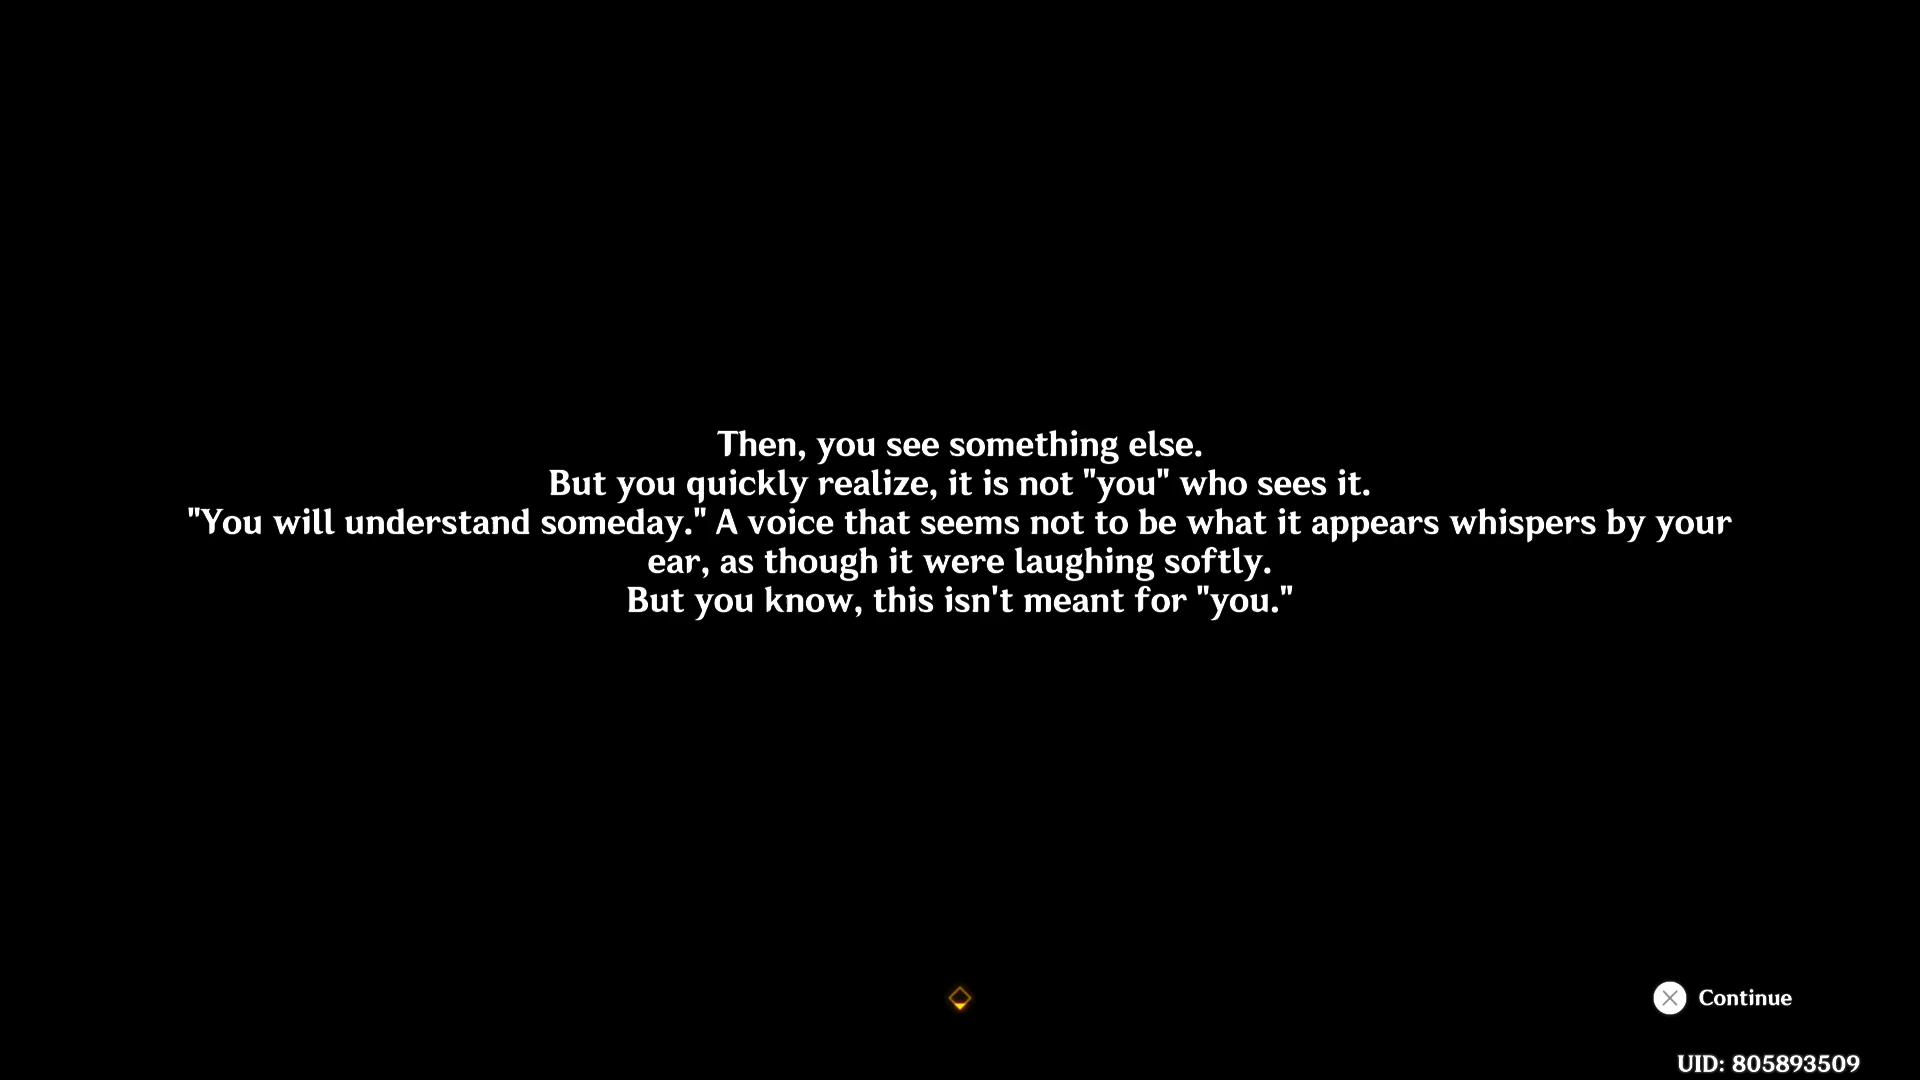 Then, you see something else.
But you quickly realize, it is not "you" who sees it.
"You will understand someday." A voice that seems not to be what it appears whispers by your
ear, as though it were laughing softly.
But you know, this isn't meant for "you."
Continue
UID: 805893509